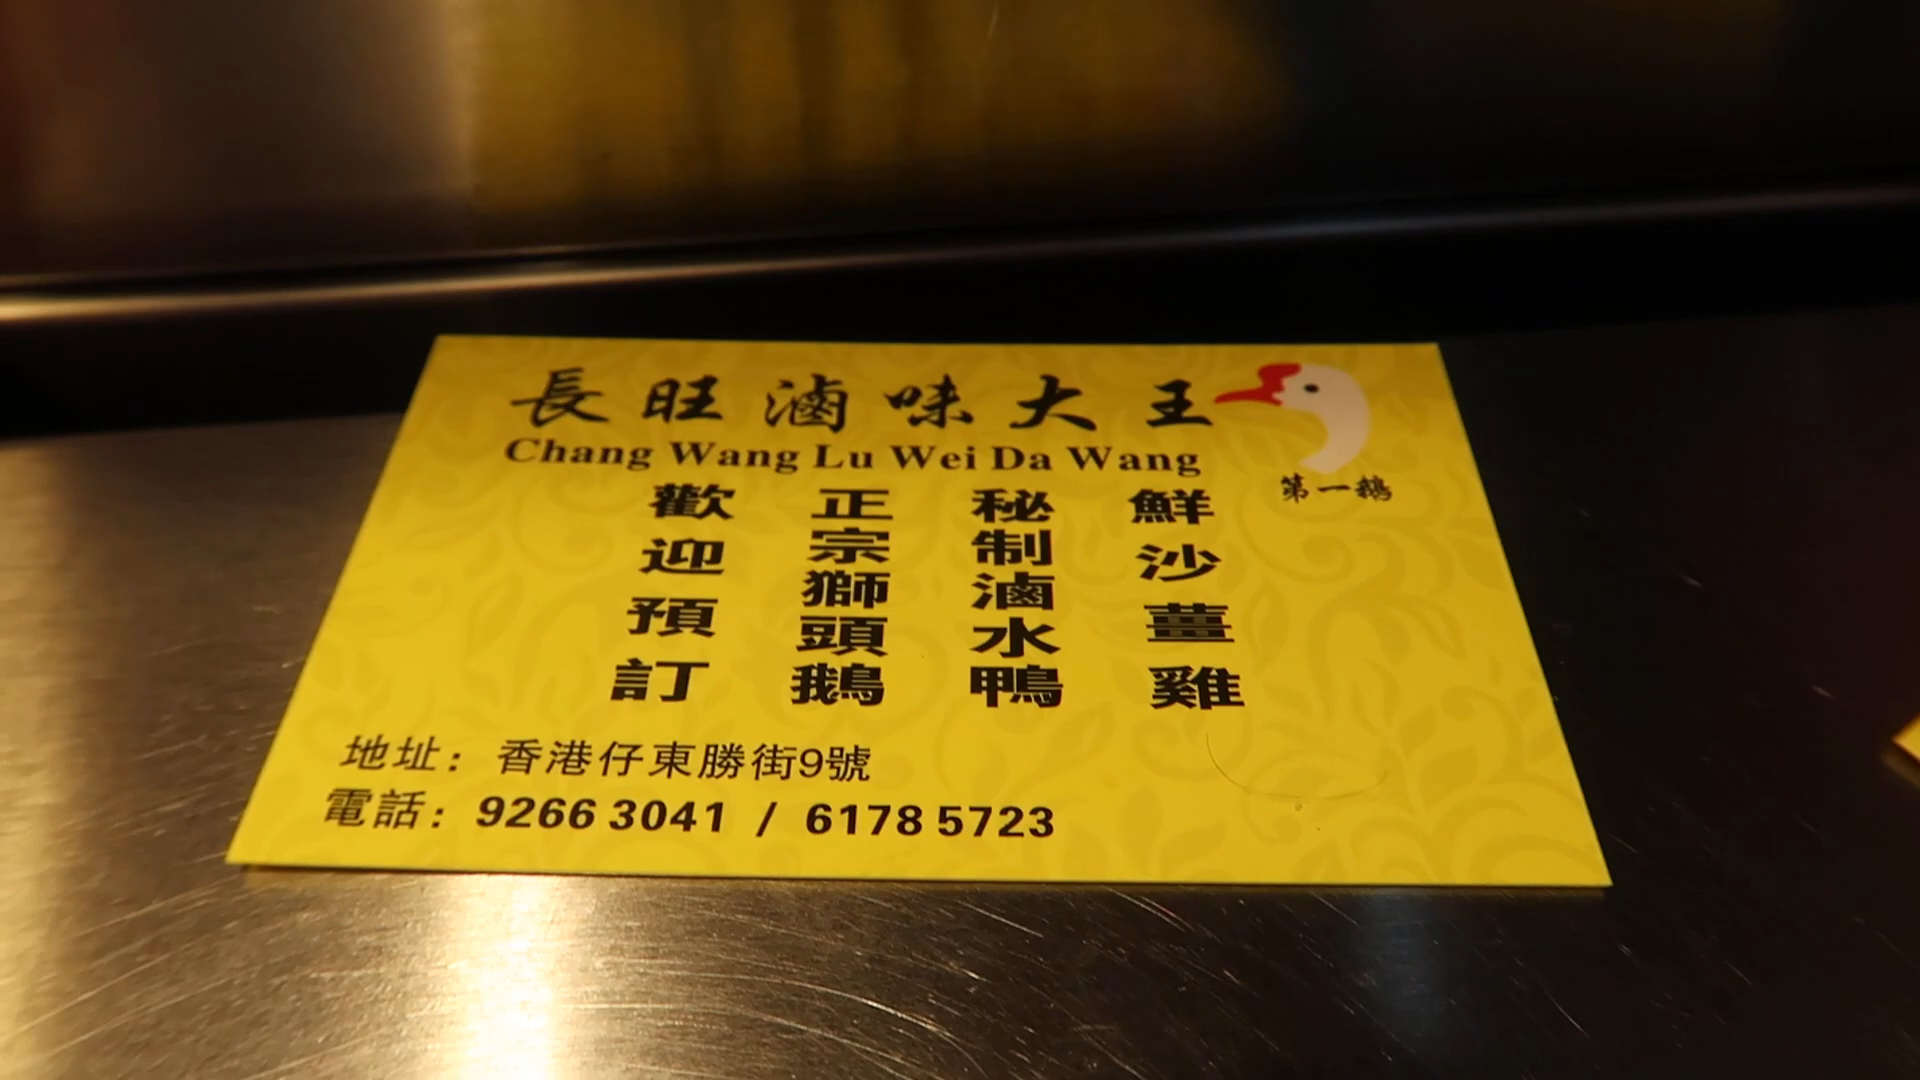 長旺滷味大王
Chang Wang Lu Wei Da Wang
第一鵝
鮮沙薑雞
秘制滷水鴨
正宗獅頭鵝
歡迎預訂
地址：香港仔東勝街9號
電話：9266 3041 / 6178 5723